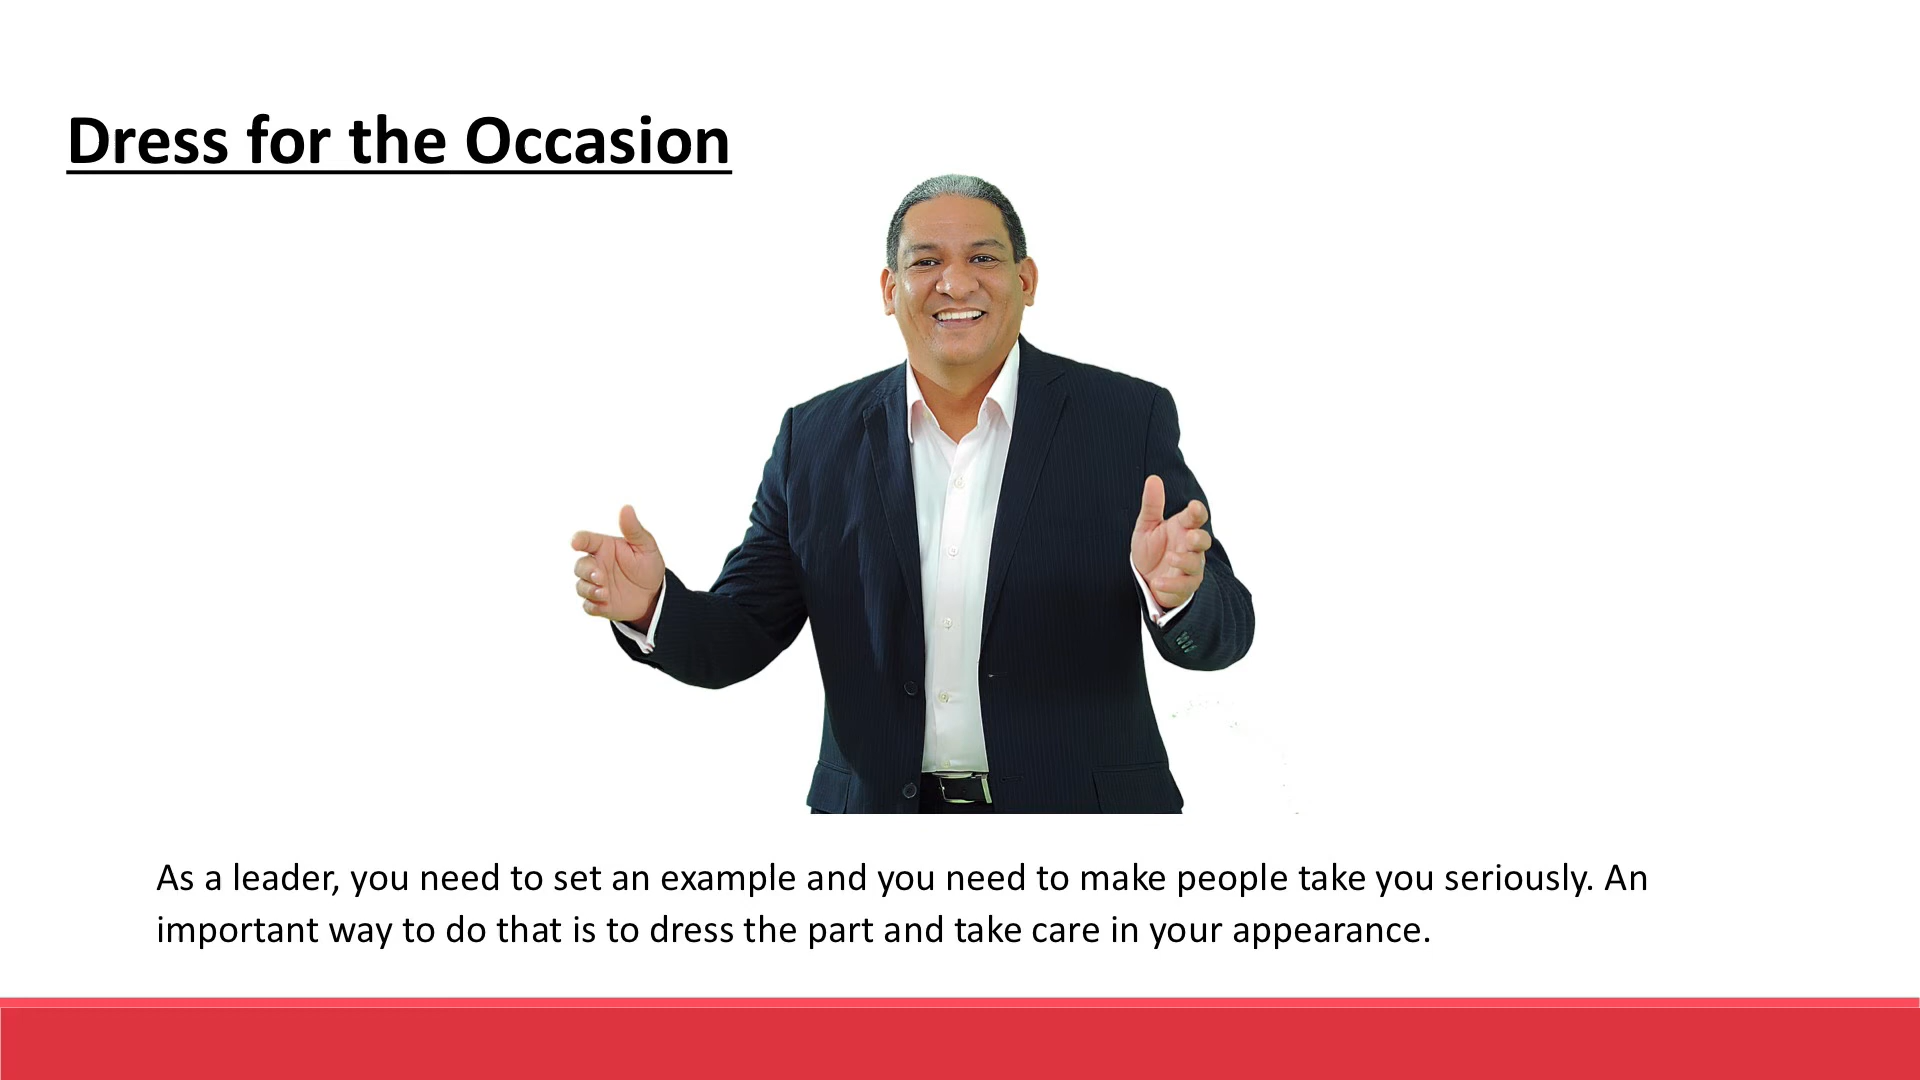 Dress for the Occasion
As a leader, you need to set an example and you need to make people take you seriously. An
important way to do that is to dress the part and take care in your appearance.